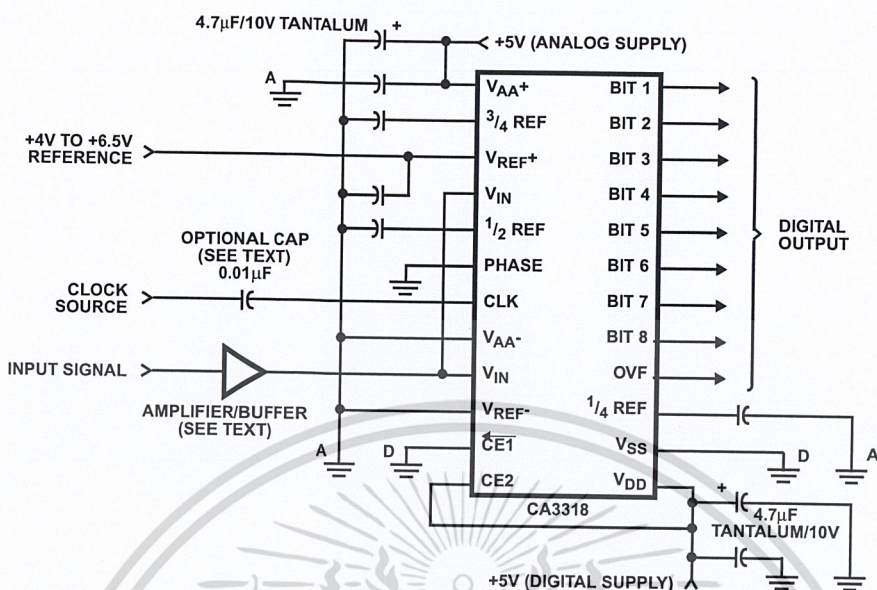 4.7µF/10V TANTALUM +
+5V (ANALOG SUPPLY)
A
+4V TO +6.5V
REFERENCE
OPTIONAL CAP
(SEE TEXT)
0.01µF
CLOCK
SOURCE
INPUT SIGNAL
AMPLIFIER/BUFFER
(SEE TEXT)
A
D
VAA+
3/4 REF
VREF+
VIN
1/2 REF
PHASE
CLK
VAA-
VIN
VREF-
CE1
CE2
BIT 1
BIT 2
BIT 3
BIT 4
BIT 5
BIT 6
BIT 7
BIT 8
OVF
1/4 REF
VSS
VDD
CA3318
DIGITAL
OUTPUT
D
A
+
4.7µF
TANTALUM/10V
+5V (DIGITAL SUPPLY)